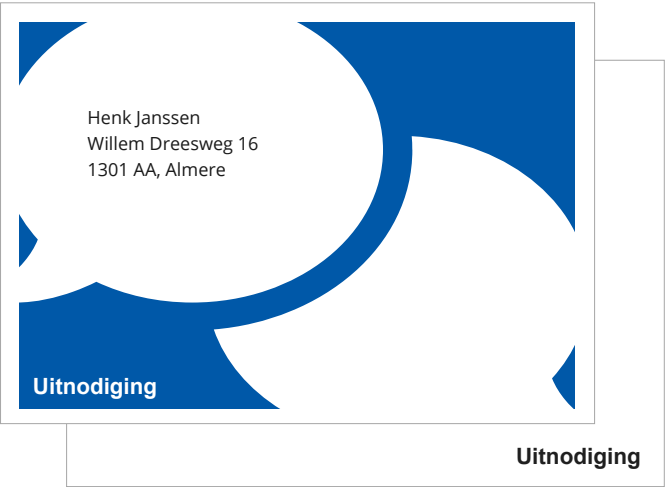 Henk Janssen
Willem Dreesweg 16
1301 AA, Almere
Uitnodiging
Uitnodiging